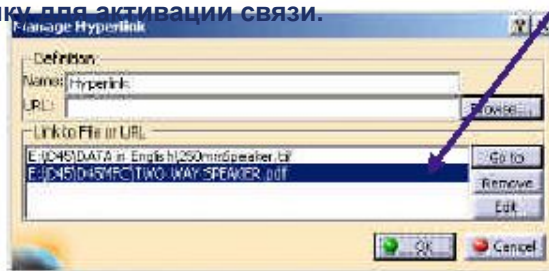 ку для активации связи.
Manage Hyperlink
Definition
Name: Hyperlink
URL:
Browse...
Link to File or URL
E:\D45\DATA in English\250mmSpeaker.tif
E:\D45\D45MFC\TWO-WAY-SPEAKER.pdf
Go to
Remove
Edit
OK
Cancel